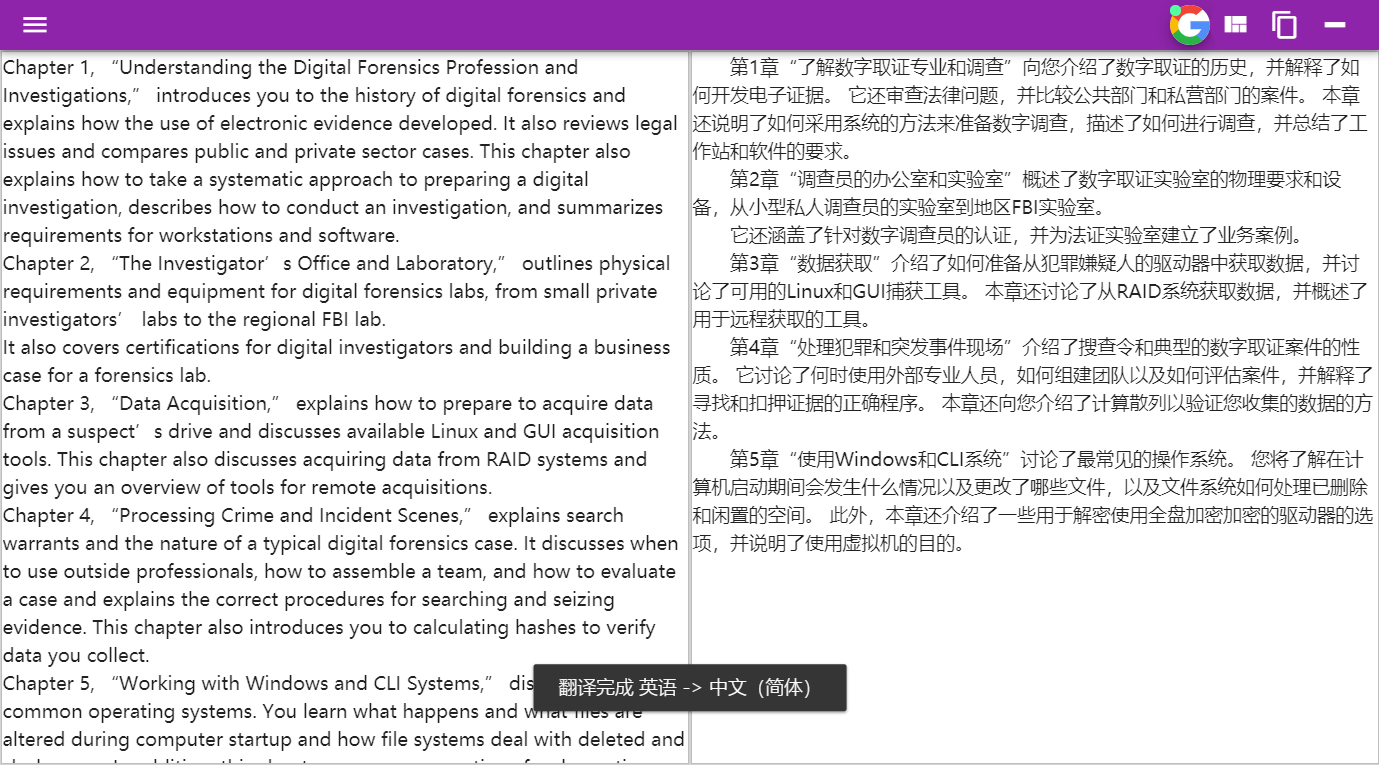 Chapter 1, “Understanding the Digital Forensics Profession and
Investigations,” introduces you to the history of digital forensics and
explains how the use of electronic evidence developed. It also reviews legal
issues and compares public and private sector cases. This chapter also
explains how to take a systematic approach to preparing a digital
investigation, describes how to conduct an investigation, and summarizes
requirements for workstations and software.
Chapter 2, “The Investigator’s Office and Laboratory,” outlines physical
requirements and equipment for digital forensics labs, from small private
investigators’ labs to the regional FBI lab.
It also covers certifications for digital investigators and building a business
case for a forensics lab.
Chapter 3, “Data Acquisition,” explains how to prepare to acquire data
from a suspect’s drive and discusses available Linux and GUI acquisition
tools. This chapter also discusses acquiring data from RAID systems and
gives you an overview of tools for remote acquisitions.
Chapter 4, “Processing Crime and Incident Scenes,” explains search
warrants and the nature of a typical digital forensics case. It discusses when
to use outside professionals, how to assemble a team, and how to evaluate
a case and explains the correct procedures for searching and seizing
evidence. This chapter also introduces you to calculating hashes to verify
data you collect.
Chapter 5, “Working with Windows and CLI Systems,”
common operating systems. You learn what happens and what files are
altered during computer startup and how file systems deal with deleted and
第1章“了解数字取证专业和调查”向您介绍了数字取证的历史，并解释了如
何开发电子证据。 它还审查法律问题，并比较公共部门和私营部门的案件。 本章
还说明了如何采用系统的方法来准备数字调查，描述了如何进行调查，并总结了工
作站和软件的要求。
第2章“调查员的办公室和实验室”概述了数字取证实验室的物理要求和设
备，从小型私人调查员的实验室到地区FBI实验室。
它还涵盖了针对数字调查员的认证，并为法证实验室建立了业务案例。
第3章“数据获取”介绍了如何准备从犯罪嫌疑人的驱动器中获取数据，并讨
论了可用的Linux和GUI捕获工具。 本章还讨论了从RAID系统获取数据，并概述了
用于远程获取的工具。
第4章“处理犯罪和突发事件现场”介绍了搜查令和典型的数字取证案件的性
质。 它讨论了何时使用外部专业人员，如何组建团队以及如何评估案件，并解释了
寻找和扣押证据的正确程序。 本章还向您介绍了计算散列以验证您收集的数据的方
法。
第5章“使用Windows和CLI系统”讨论了最常见的操作系统。 您将了解在计
算机启动期间会发生什么情况以及更改了哪些文件，以及文件系统如何处理已删除
和闲置的空间。 此外，本章还介绍了一些用于解密使用全盘加密加密的驱动器的选
项，并说明了使用虚拟机的目的。
翻译完成 英语 -> 中文（简体）